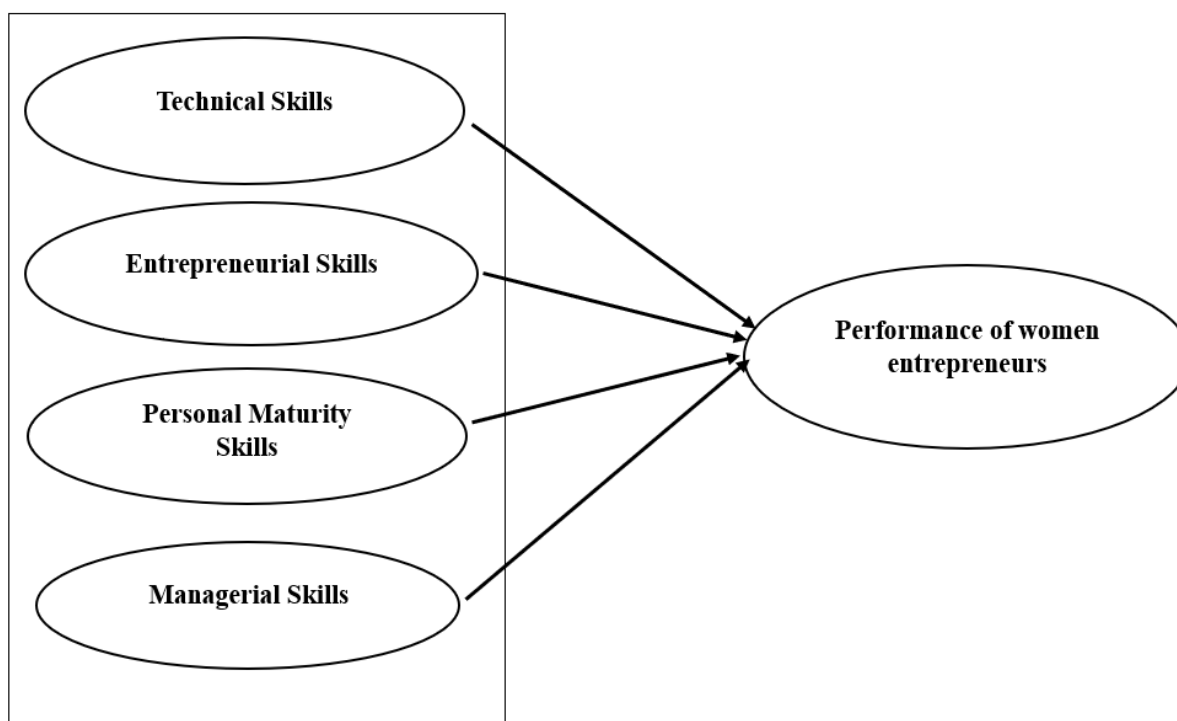 Technical Skills
Entrepreneurial Skills
Personal Maturity
Skills
Managerial Skills
Performance of women
entrepreneurs